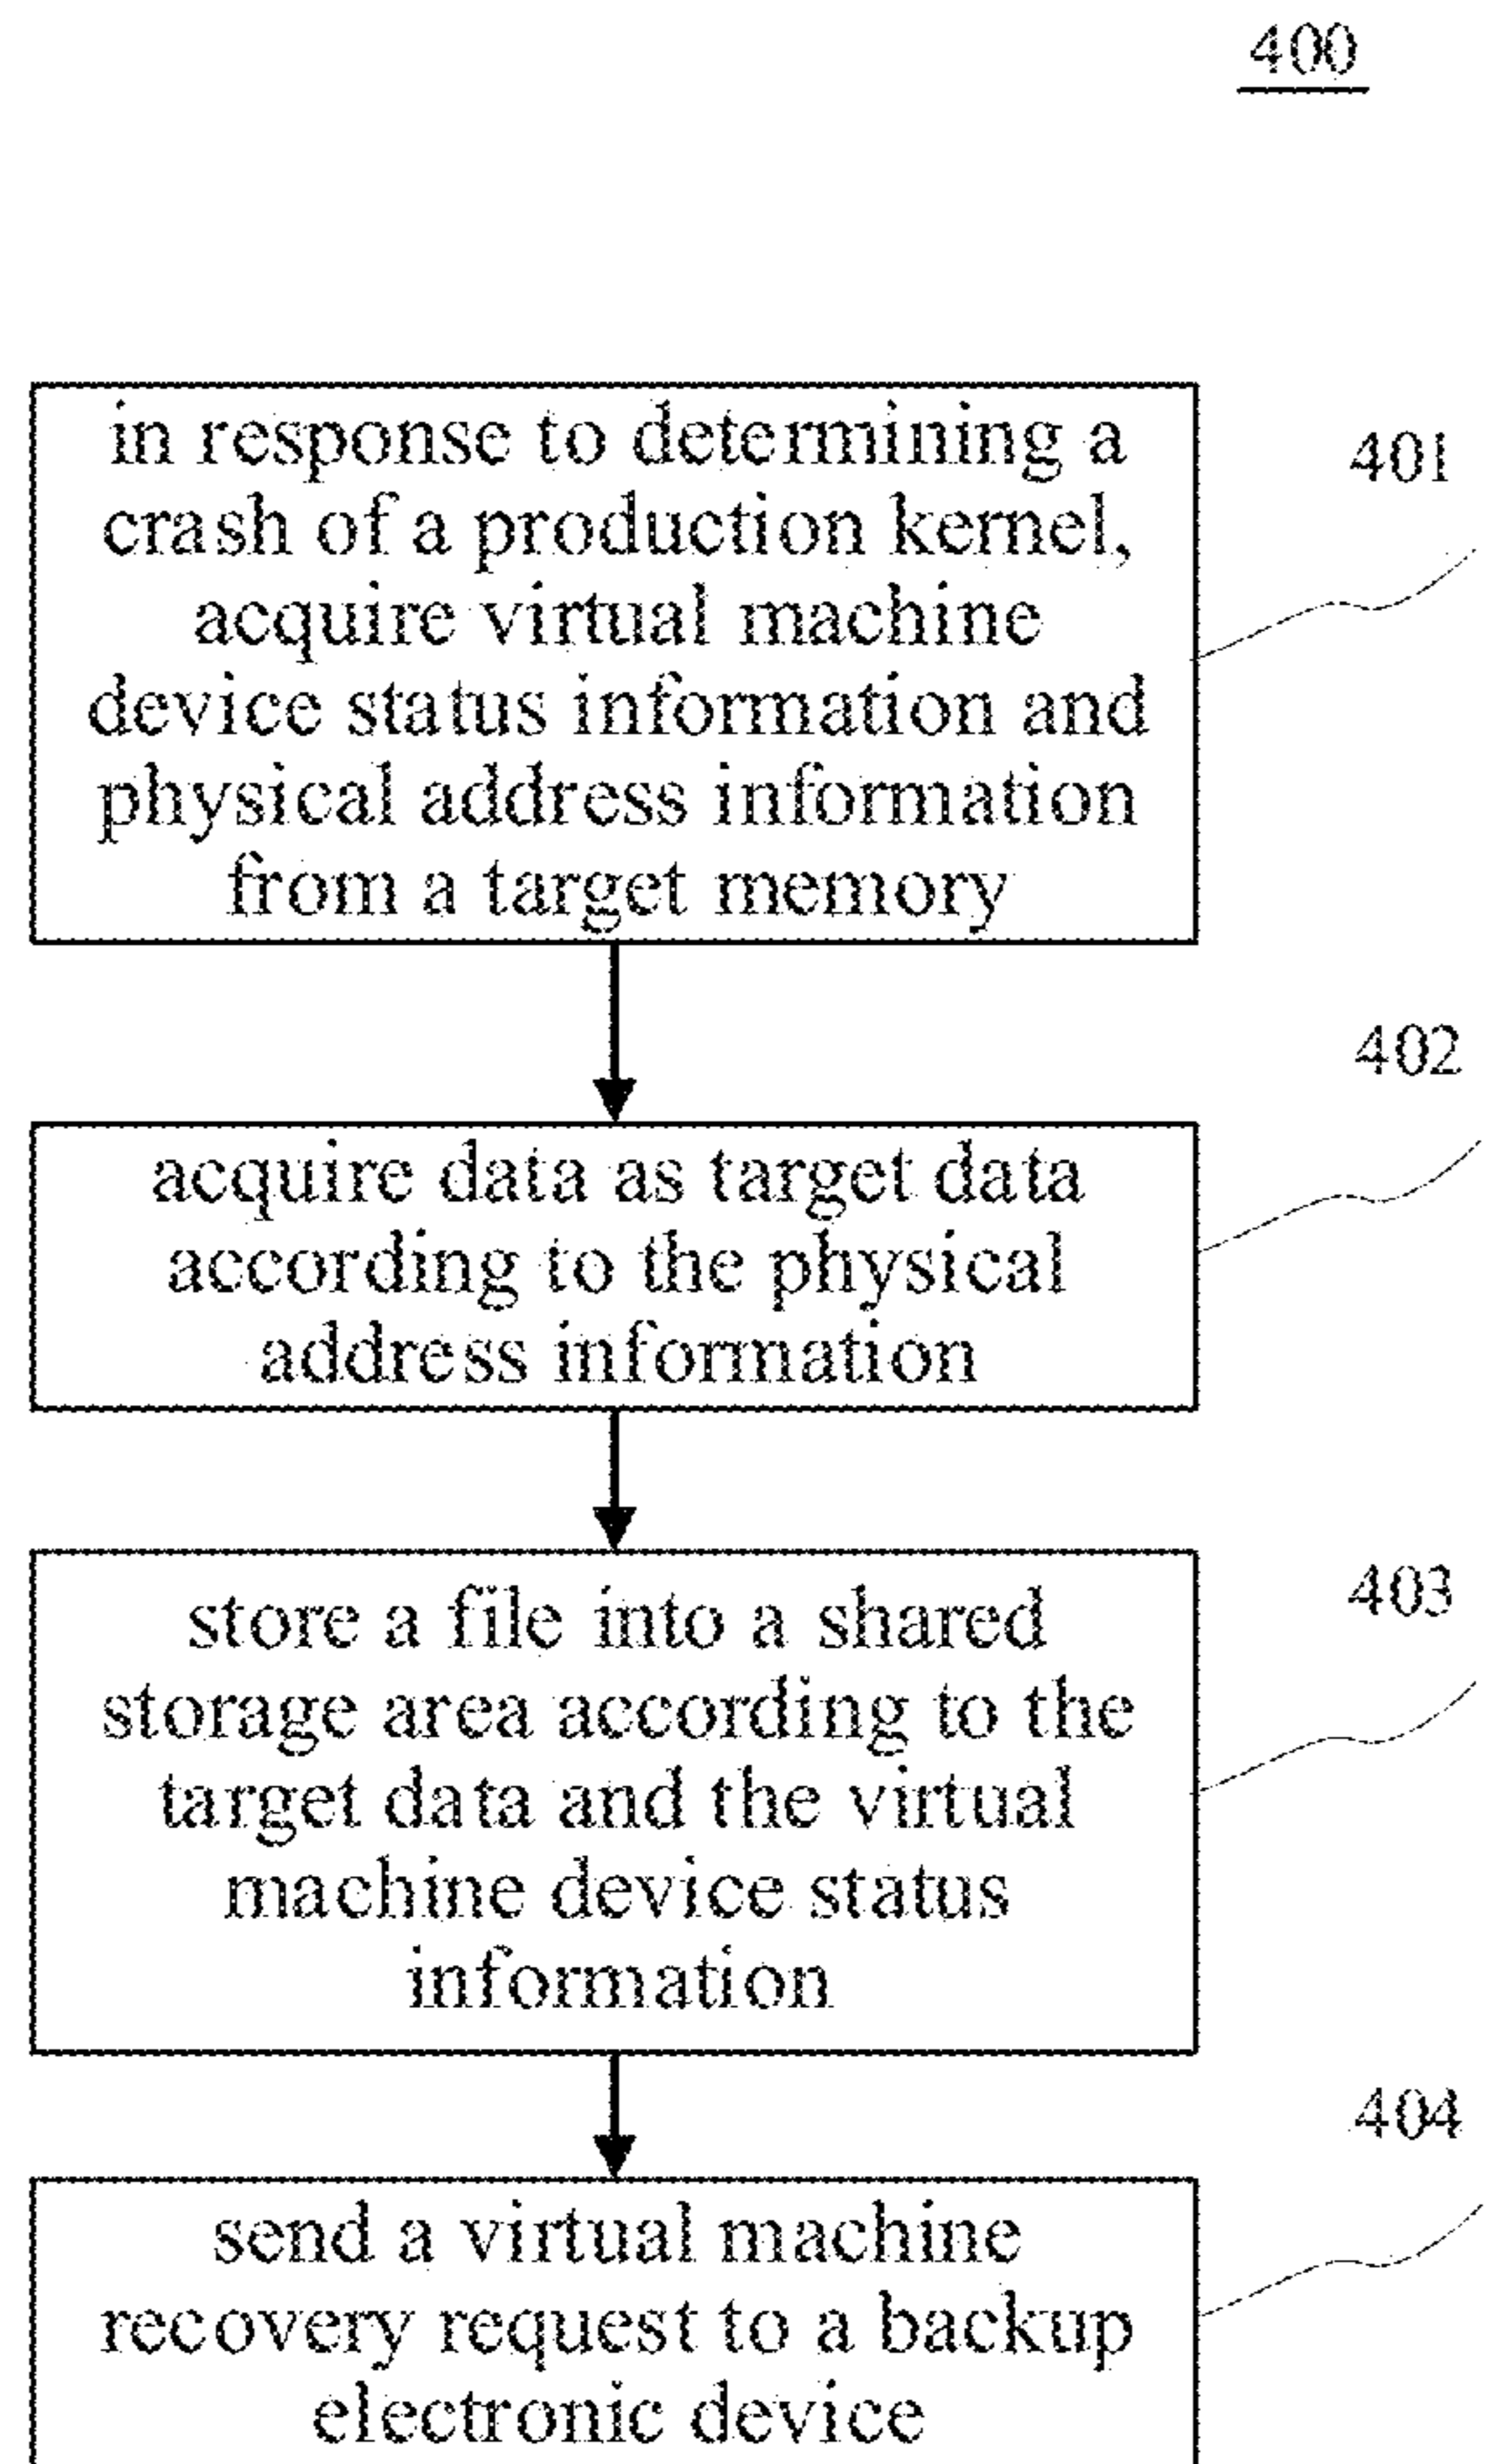 400
in response to determining a
crash of a production kernel,
acquire virtual machine
device status information and
physical address information
from a target memory
401
acquire data as target data
according to the physical
address information
402
store a file into a shared
storage area according to the
target data and the virtual
machine device status
information
403
send a virtual machine
recovery request to a backup
electronic device
404